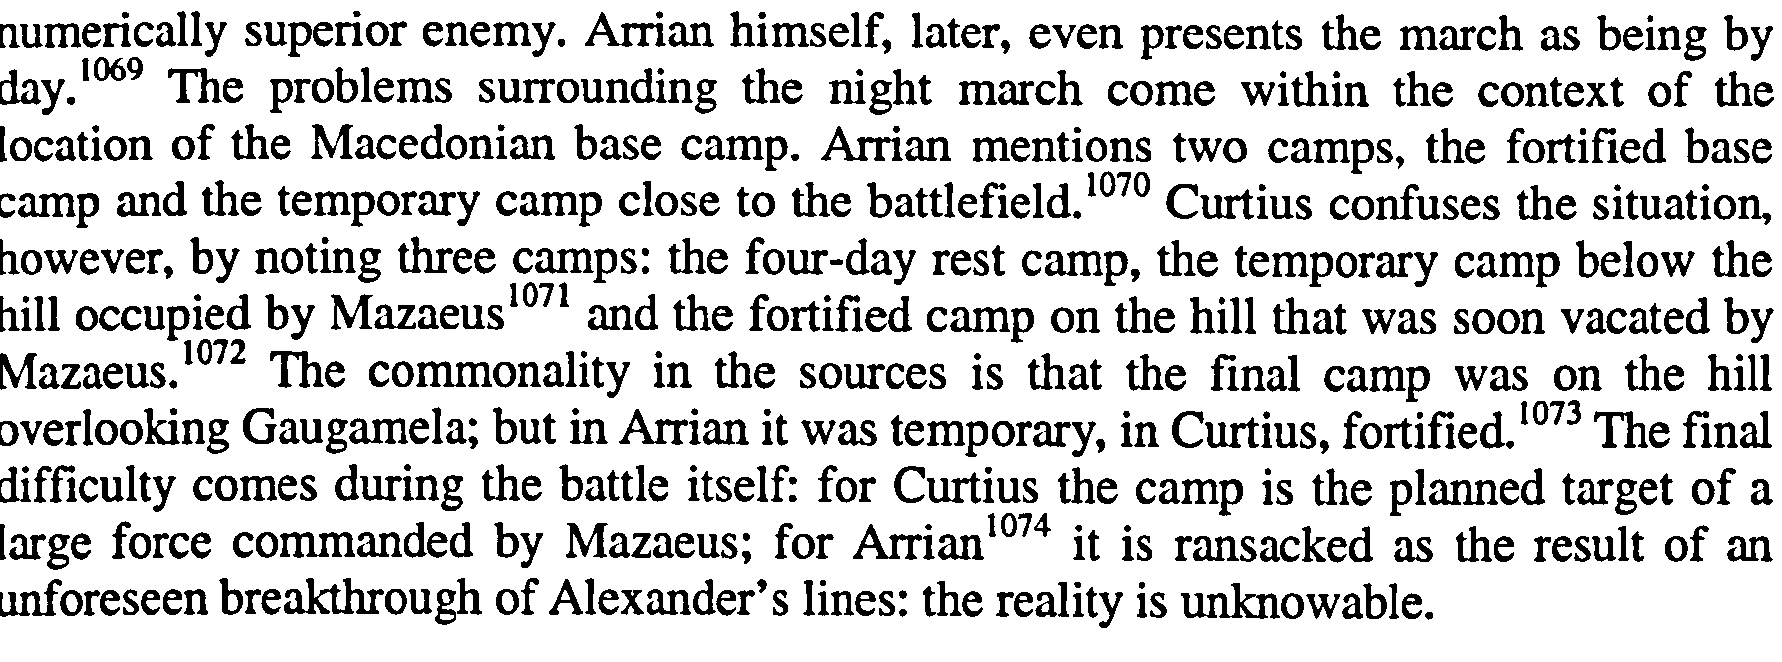 numerically superior enemy. Arrian himself, later, even presents the march as being by
day.1069 The problems surrounding the night march come within the context of the
location of the Macedonian base camp. Arrian mentions two camps, the fortified base
camp and the temporary camp close to the battlefield.1070 Curtius confuses the situation,
however, by noting three camps: the four-day rest camp, the temporary camp below the
hill occupied by Mazaeus1071 and the fortified camp on the hill that was soon vacated by
Mazaeus.1072 The commonality in the sources is that the final camp was on the hill
overlooking Gaugamela; but in Arrian it was temporary, in Curtius, fortified.1073 The final
difficulty comes during the battle itself: for Curtius the camp is the planned target of a
large force commanded by Mazaeus; for Arrian1074 it is ransacked as the result of an
unforeseen breakthrough of Alexander's lines: the reality is unknowable.